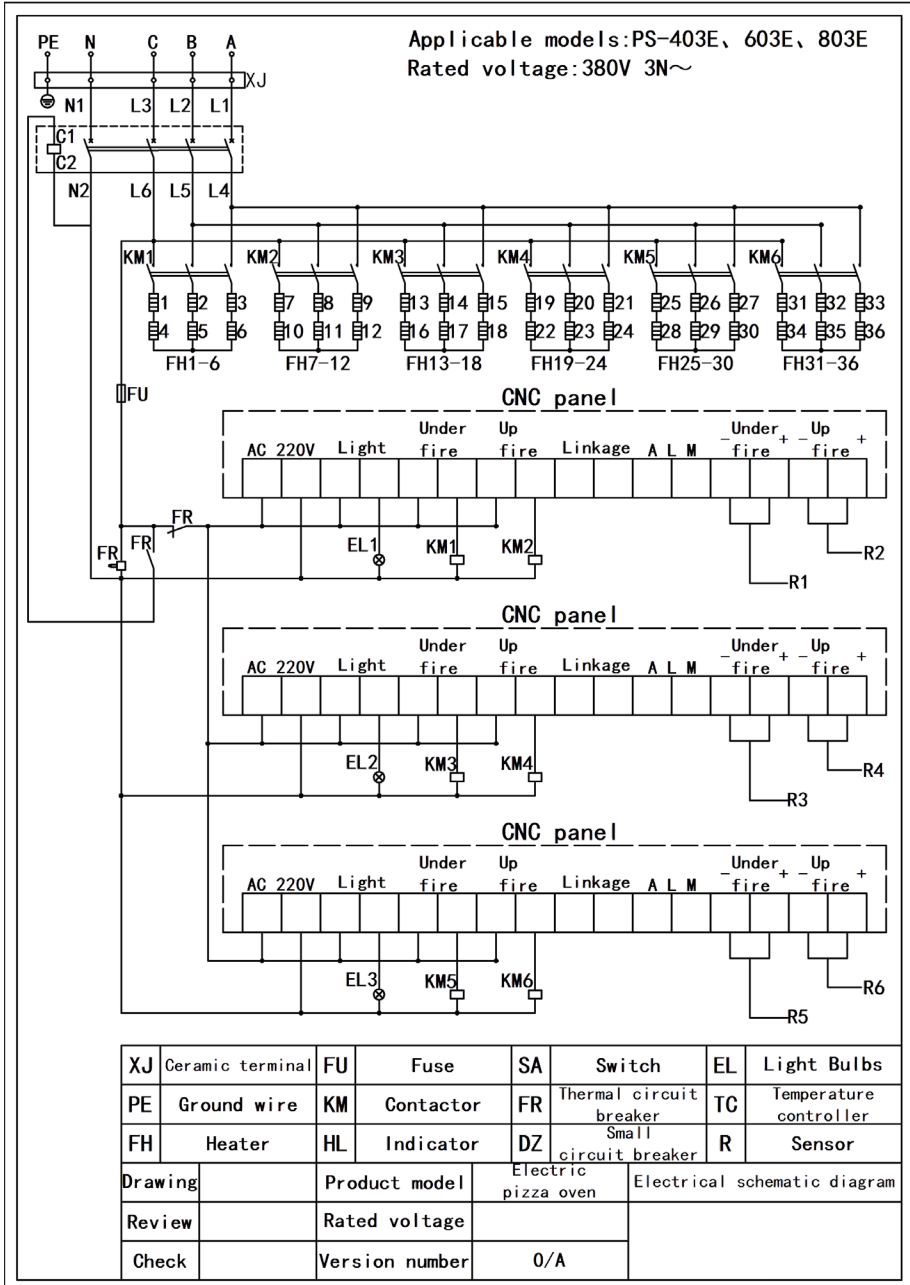 Applicable models:PS-403E、603E、803E
Rated voltage:380V 3N～
PE N C B A
XJ
N1 L3 L2 L1
C1
C2
N2 L6 L5 L4
KM1 KM2 KM3 KM4 KM5 KM6
1 2 3 7 8 9 13 14 15 19 20 21 25 26 27 31 32 33
4 5 6 10 11 12 16 17 18 22 23 24 28 29 30 34 35 36
FH1-6 FH7-12 FH13-18 FH19-24 FH25-30 FH31-36
FU
CNC panel
Under Up Under Up
AC 220V Light fire fire Linkage A L M - fire + - fire +
FR
FR FR EL1 KM1 KM2 R2
R1
CNC panel
Under Up Under Up
AC 220V Light fire fire Linkage A L M - fire + - fire +
EL2 KM3 KM4 R4
R3
CNC panel
Under Up Under Up
AC 220V Light fire fire Linkage A L M - fire + - fire +
EL3 KM5 KM6 R6
R5
XJ Ceramic terminal FU Fuse SA Switch EL Light Bulbs
PE Ground wire KM Contactor FR Thermal circuit breaker TC Temperature controller
FH Heater HL Indicator DZ Small circuit breaker R Sensor
Drawing Product model Electric pizza oven Electrical schematic diagram
Review Rated voltage
Check Version number 0/A